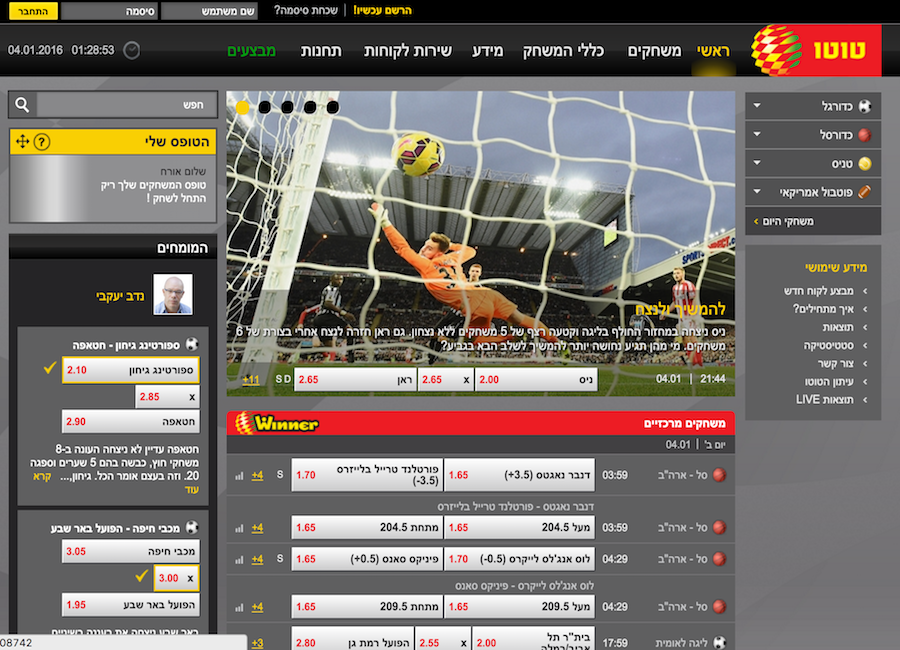 הרשם עכשיו! | שכחת סיסמה? שם משתמש סיסמה התחבר
טוטו
ראשי משחקים כללי המשחק מידע שירות לקוחות תחנות מבצעים
04.01.2016 01:28:53
כדורגל
כדורסל
טניס
פוטבול אמריקאי
משחקי היום
מידע שימושי
מבצע לקוח חדש
איך מתחילים?
תוצאות
סטטיסטיקה
צור קשר
עיתון הטוטו
תוצאות LIVE
להמשיך ולנצח
ניס ניצחה במחזור החולף בליגה וקטעה רצף של 5 משחקים ללא נצחון. גם ראן חזרה לנצח אחרי בצורת של 6
משחקים. מי מהן תגיע נחושה יותר להמשיך לשלב הבא בגביע?
21:44 | 04.01
ניס 2.00
x 2.65
ראן 2.65
S D +11
משחקים מרכזיים
Winner
יום ב' | 04.01
סל - ארה"ב 03:59 דנבר נאגטס (3.5+) 1.65 פורטלנד טרייל בלייזרס (3.5-) 1.70 S +4
דנבר נאגטס - פורטלנד טרייל בלייזרס
סל - ארה"ב 03:59 מעל 204.5 1.65 מתחת 204.5 1.65 +4
סל - ארה"ב 04:29 לוס אנג'לס לייקרס (0.5-) 1.70 פיניקס סאנס (0.5+) 1.65 S +4
לוס אנג'לס לייקרס - פיניקס סאנס
סל - ארה"ב 04:29 מעל 209.5 1.65 מתחת 209.5 1.65 +4
ליגה לאומית 17:59 בית"ר תל אביב/רמלה 2.00 x 2.55 הפועל רמת גן 2.80 +3
חפש
הטופס שלי ?
שלום אורח
טופס המשחקים שלך ריק
התחל לשחק !
המומחים
נדב יעקבי
ספורטינג גיחון - חטאפה
ספורטינג גיחון 2.10
x 2.85
חטאפה 2.90
חטאפה עדיין לא ניצחה העונה ב-8
משחקי חוץ, כבשה בהם 5 שערים וספגה
20. וזה בעצם אומר הכל. גיחון,... קרא
עוד
מכבי חיפה - הפועל באר שבע
מכבי חיפה 3.05
x 3.00
הפועל באר שבע 1.95
08742